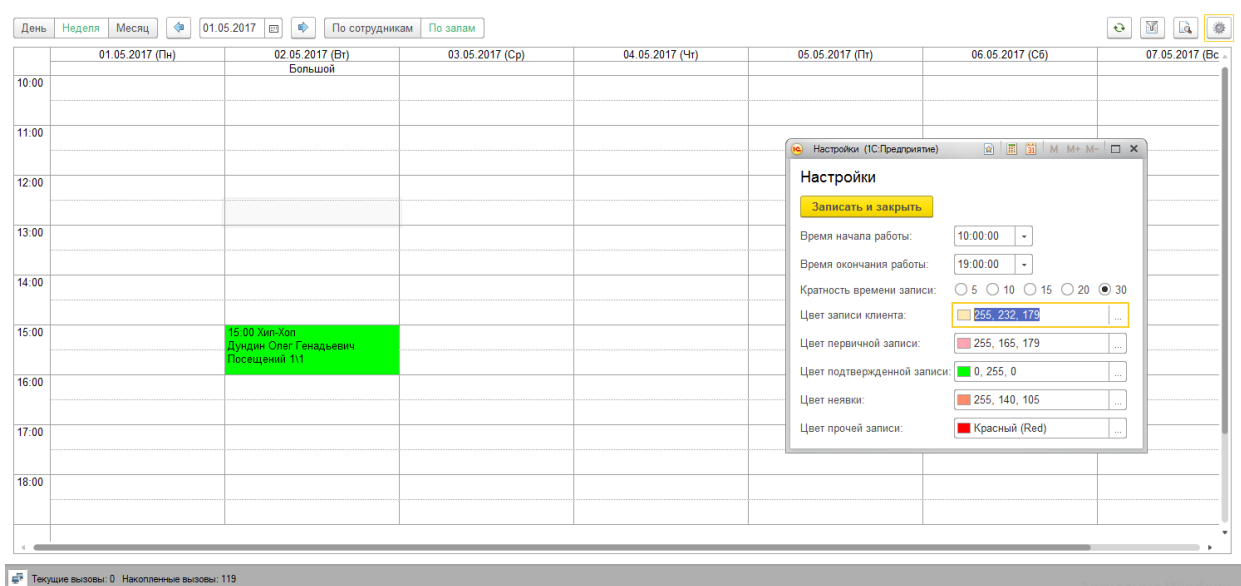 День Неделя Месяц 01.05.2017 По сотрудникам По залам
01.05.2017 (Пн) 02.05.2017 (Вт) 03.05.2017 (Ср) 04.05.2017 (Чт) 05.05.2017 (Пт) 06.05.2017 (Сб) 07.05.2017 (Вс
Большой
10:00
11:00
12:00
13:00
14:00
15:00
15:00 Хип-Хоп
Дундин Олег Генадьевич
Посещений 1\1
16:00
17:00
18:00
Настройки (1С:Предприятие) 31 M M+ M-
Настройки
Записать и закрыть
Время начала работы: 10:00:00
Время окончания работы: 19:00:00
Кратность времени записи: 5 10 15 20 30
Цвет записи клиента: 255, 232, 179 ...
Цвет первичной записи: 255, 165, 179 ...
Цвет подтвержденной записи: 0, 255, 0 ...
Цвет неявки: 255, 140, 105 ...
Цвет прочей записи: Красный (Red) ...
Текущие вызовы: 0 Накопленные вызовы: 119